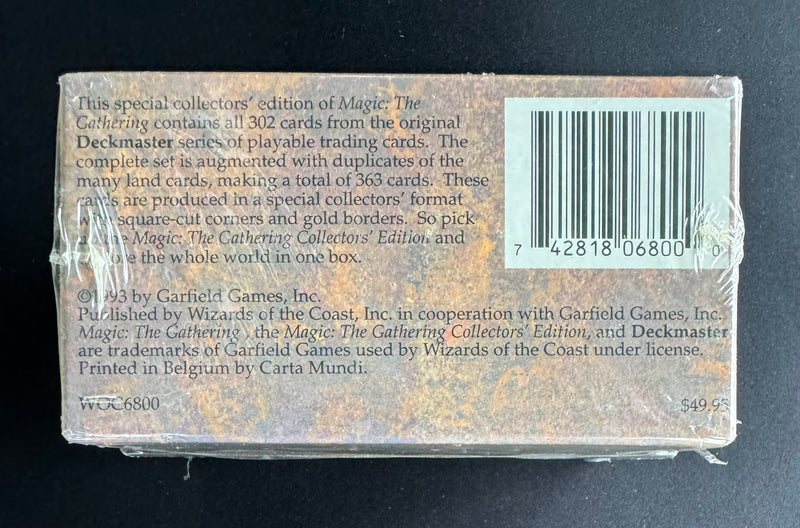 This special collectors' edition of Magic: The
Gathering contains all 302 cards from the original
Deckmaster series of playable trading cards. The
complete set is augmented with duplicates of the
many land cards, making a total of 363 cards. These
cards are produced in a special collectors' format
with square-cut corners and gold borders. So pick
the Magic: The Gathering Collectors' Edition and
the whole world in one box.
7 42818 06800 0
©1993 by Garfield Games, Inc.
Published by Wizards of the Coast, Inc. in cooperation with Garfield Games, Inc.
Magic: The Gathering , the Magic: The Gathering Collectors' Edition, and Deckmaster
are trademarks of Garfield Games used by Wizards of the Coast under license.
Printed in Belgium by Carta Mundi.
WOC6800
$49.95